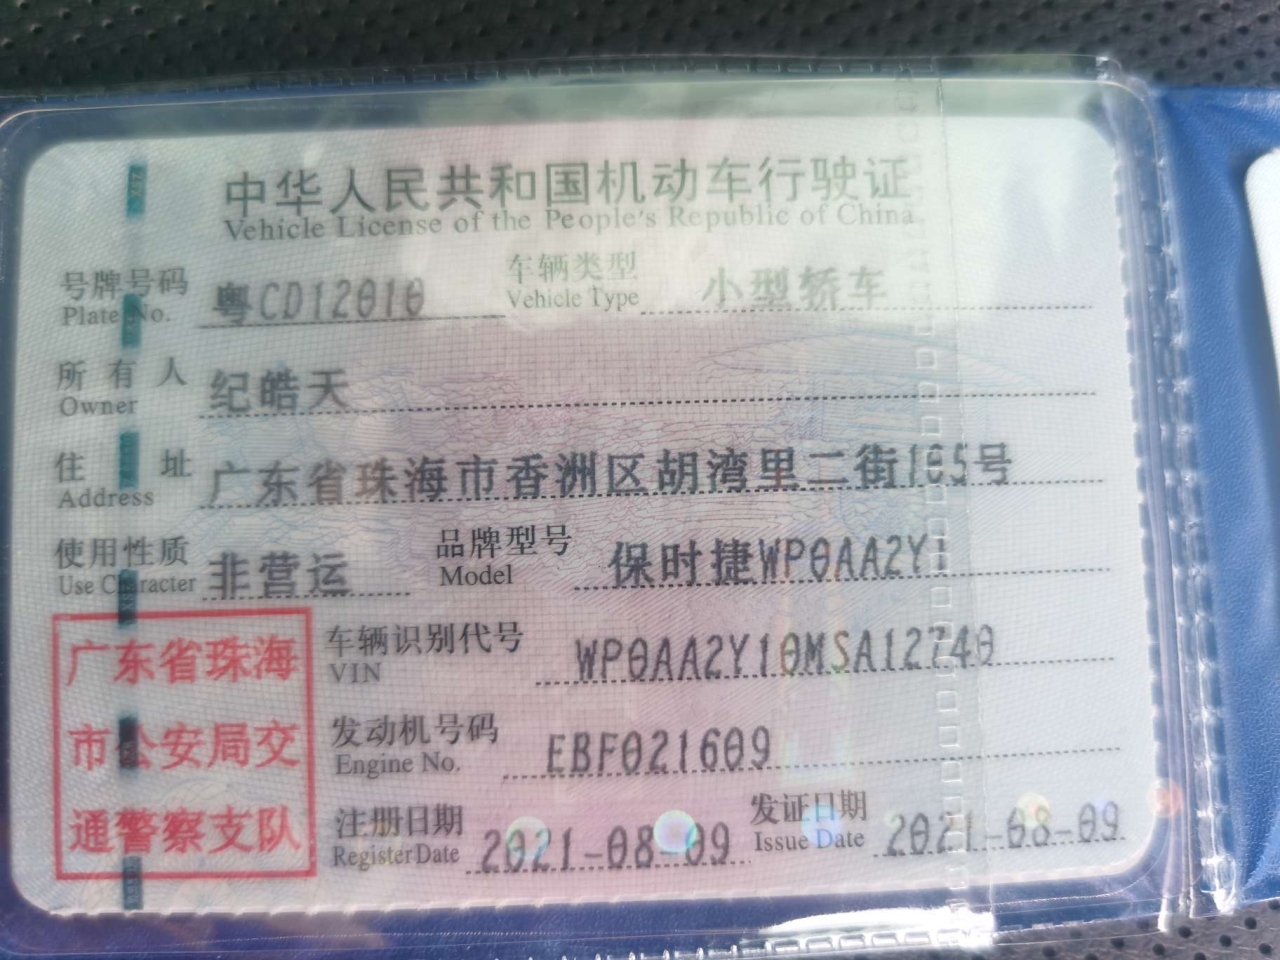 中华人民共和国机动车行驶证
Vehicle License of the People's Republic of China
号牌号码 粤CD12010 车辆类型 小型轿车
Plate No. Vehicle Type
所有人 纪皓天
Owner
住址 广东省珠海市香洲区胡湾里二街105号
Address
使用性质 非营运 品牌型号 保时捷WP0AA2Y1
Use Character Model
广东省珠海
市公安局交
通警察支队
车辆识别代号 WP0AA2Y10MSA12740
VIN
发动机号码 EBF021609
Engine No.
注册日期 2021-08-09 发证日期 2021-08-09
Register Date Issue Date